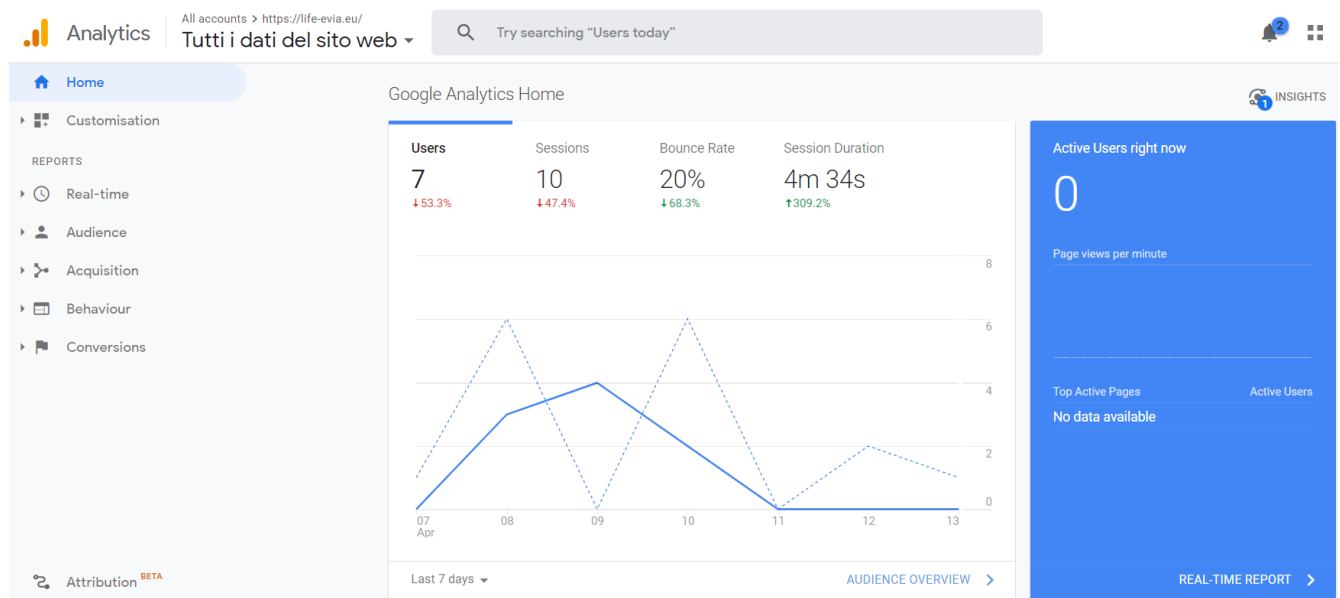 Analytics
All accounts > https://life-evia.eu/
Tutti i dati del sito web
Try searching “Users today”
2
Home
Customisation
REPORTS
Real-time
Audience
Acquisition
Behaviour
Conversions
Attribution BETA
Google Analytics Home
1 INSIGHTS
Users Sessions Bounce Rate Session Duration
7 10 20% 4m 34s
↓53.3% ↓47.4% ↓68.3% ↑309.2%
8
6
4
2
0
07 08 09 10 11 12 13
Apr
Last 7 days
AUDIENCE OVERVIEW
Active Users right now
0
Page views per minute
Top Active Pages Active Users
No data available
REAL-TIME REPORT